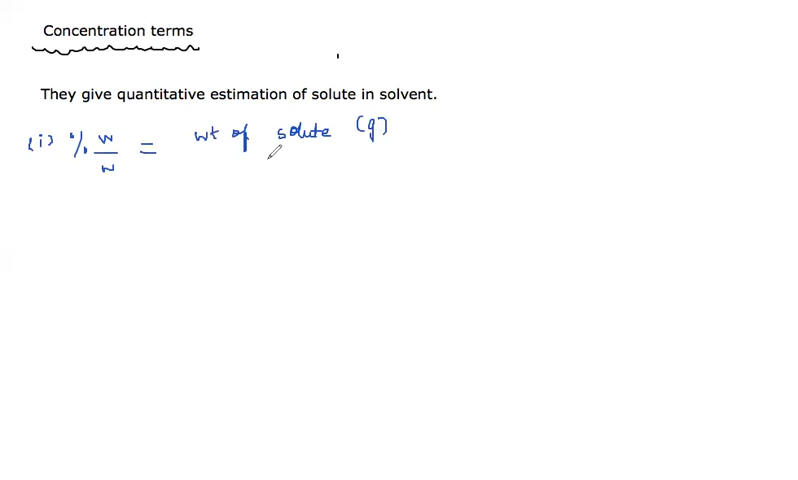 Concentration terms
They give quantitative estimation of solute in solvent.
(i) % w/w = wt of solute (g)